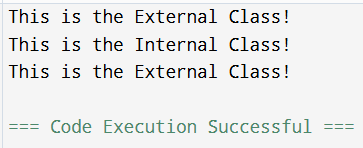 This is the External Class!
This is the Internal Class!
This is the External Class!
=== Code Execution Successful ===